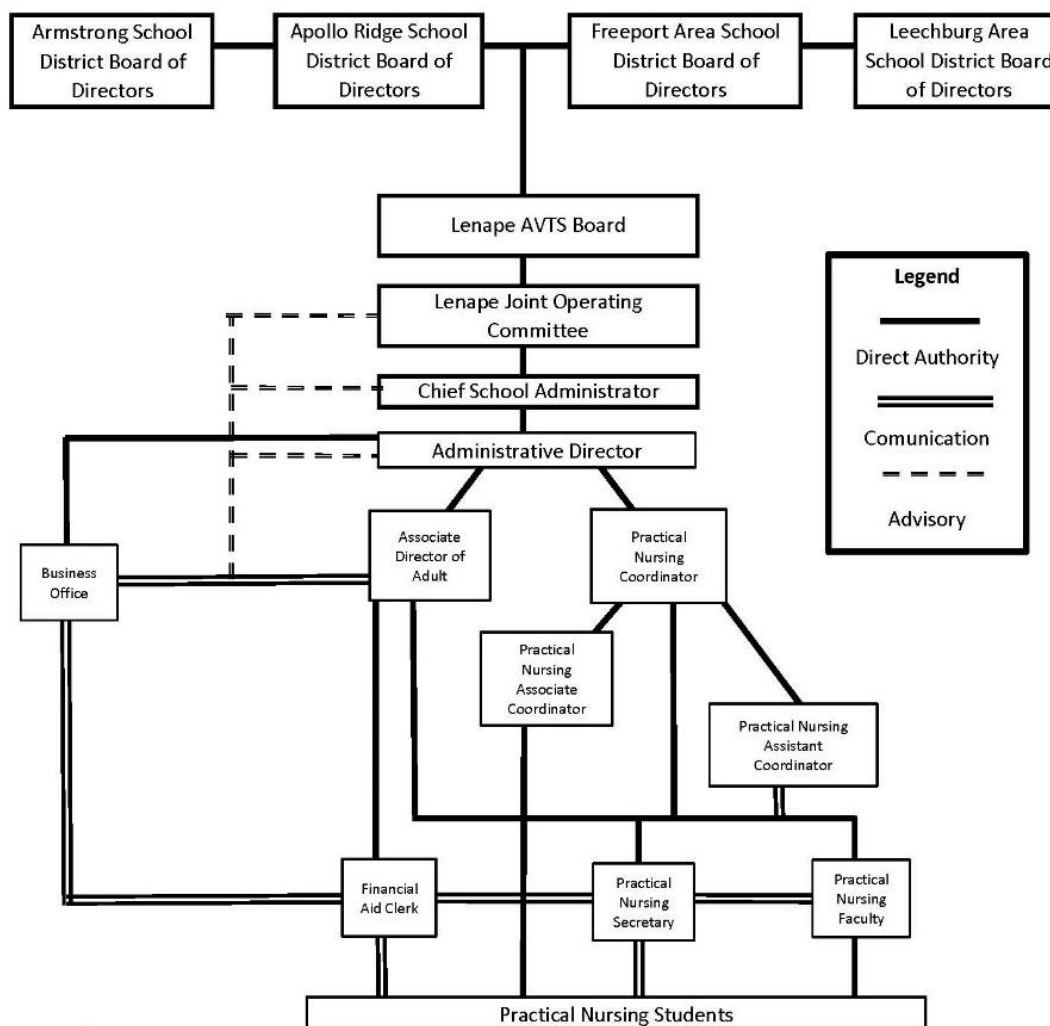 Armstrong School
District Board of
Directors
Apollo Ridge School
District Board of
Directors
Freeport Area School
District Board of
Directors
Leechburg Area
School District Board
of Directors
Lenape AVTS Board
Lenape Joint Operating
Committee
Chief School Administrator
Administrative Director
Legend
Direct Authority
Comunication
Advisory
Business
Office
Associate
Director of
Adult
Practical
Nursing
Coordinator
Practical
Nursing
Associate
Coordinator
Practical Nursing
Assistant
Coordinator
Financial
Aid Clerk
Practical
Nursing
Secretary
Practical
Nursing
Faculty
Practical Nursing Students